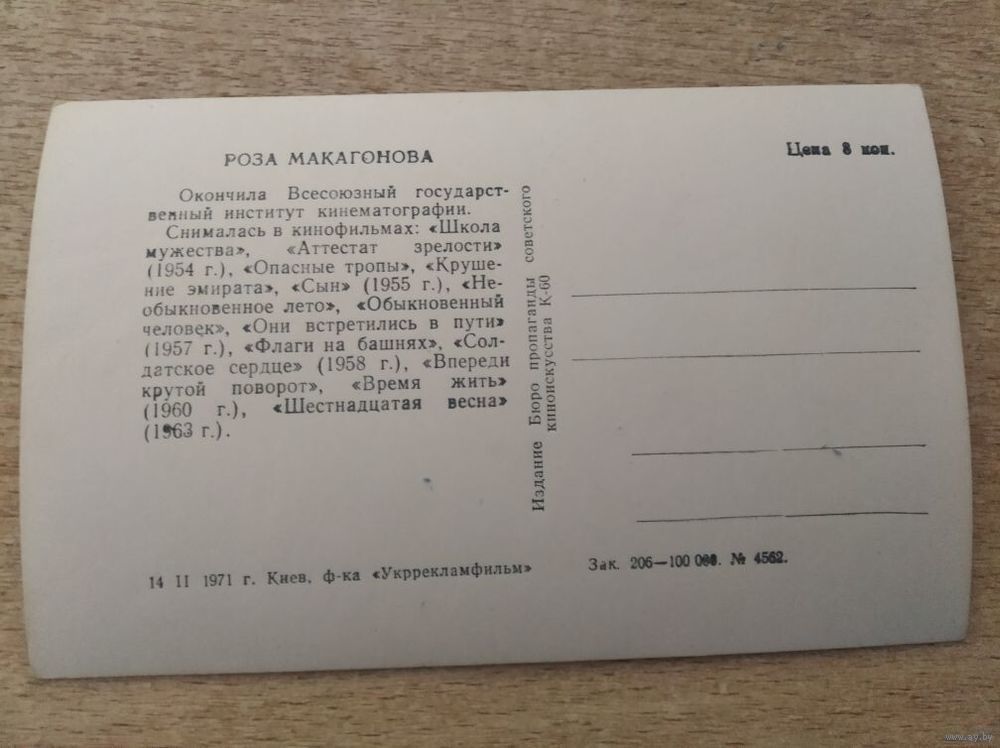 РОЗА МАКАГОНОВА
Окончила Всесоюзный государст-
венный институт кинематографии.
Снималась в кинофильмах: «Школа
мужества», «Аттестат зрелости»
(1954 г.), «Опасные тропы», «Круше-
ние эмирата», «Сын» (1955 г.), «Не-
обыкновенное лето», «Обыкновенный
человек», «Они встретились в пути»
(1957 г.), «Флаги на башнях», «Сол-
датское сердце» (1958 г.), «Впереди
крутой поворот», «Время жить»
(1960 г.), «Шестнадцатая весна»
(1963 г.).
14 II 1971 г. Киев, ф-ка «Укррекламфильм»
Издание Бюро пропаганды советского
киноискусства К-60
Цена 8 коп.
Зак. 206—100 000. № 4562.
www.ay.by